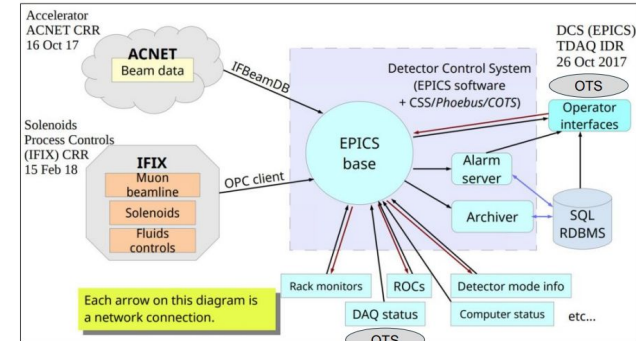 Accelerator
ACNET CRR
16 Oct 17
ACNET
Beam data
IFBeamDB
Solenoids
Process Controls
(IFIX) CRR
15 Feb 18
IFIX
Muon
beamline
Solenoids
Fluids
controls
OPC client
Detector Control System
(EPICS software
+ CSS/Phoebus/COTS)
EPICS
base
Alarm
server
Archiver
DCS (EPICS)
TDAQ IDR
26 Oct 2017
OTS
Operator
interfaces
SQL
RDBMS
Each arrow on this diagram is
a network connection.
Rack monitors
ROCs
Detector mode info
DAQ status
Computer status
etc...
OTS